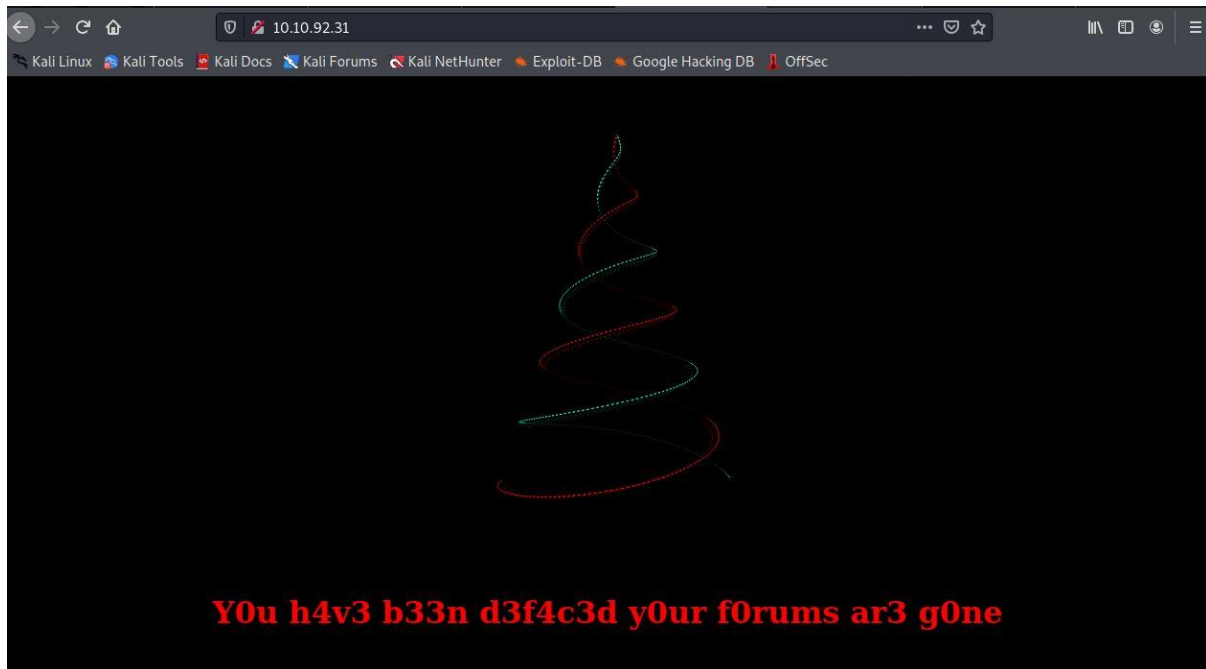 10.10.92.31
Kali Linux Kali Tools Kali Docs Kali Forums Kali NetHunter Exploit-DB Google Hacking DB OffSec
Y0u h4v3 b33n d3f4c3d y0ur f0rums ar3 g0ne